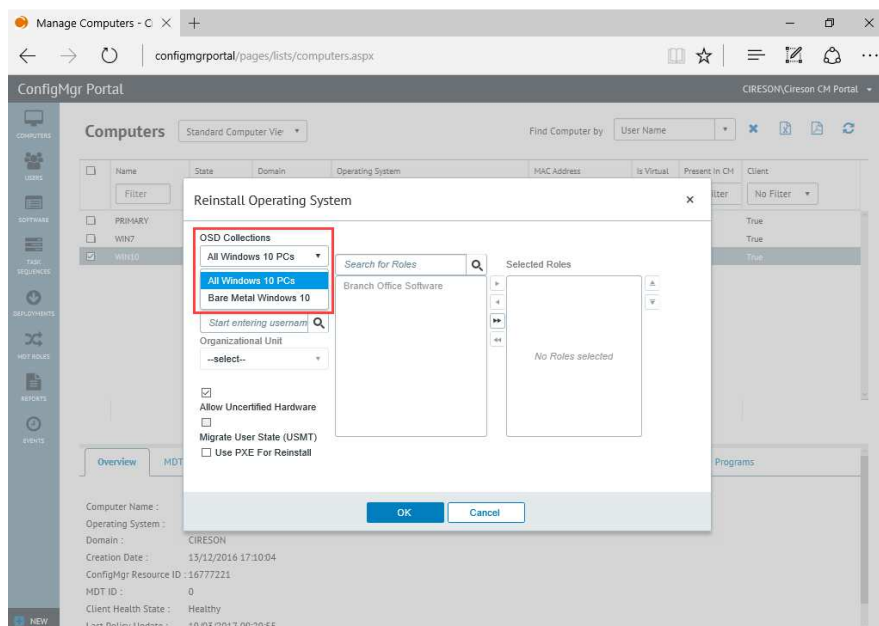 Manage Computers - C
configmgrportal/pages/lists/computers.aspx
ConfigMgr Portal
CIRESON\Cireson CM Portal
COMPUTERS
USERS
SOFTWARE
TASK SEQUENCES
DEPLOYMENTS
MDT ROLES
REPORTS
EVENTS
NEW
Computers
Standard Computer Vie
Find Computer by
User Name
Name
State
Domain
Operating System
MAC Address
Is Virtual
Present In CM
Client
Filter
ilter
No Filter
PRIMARY
True
WIN7
True
WIN10
True
Reinstall Operating System
OSD Collections
All Windows 10 PCs
All Windows 10 PCs
Bare Metal Windows 10
Start entering usernam
Organizational Unit
--select--
Allow Uncertified Hardware
Migrate User State (USMT)
Use PXE For Reinstall
Search for Roles
Branch Office Software
Selected Roles
No Roles selected
OK
Cancel
Overview
MDT
Programs
Computer Name :
Operating System :
Domain : CIRESON
Creation Date : 13/12/2016 17:10:04
ConfigMgr Resource ID : 16777221
MDT ID : 0
Client Health State : Healthy